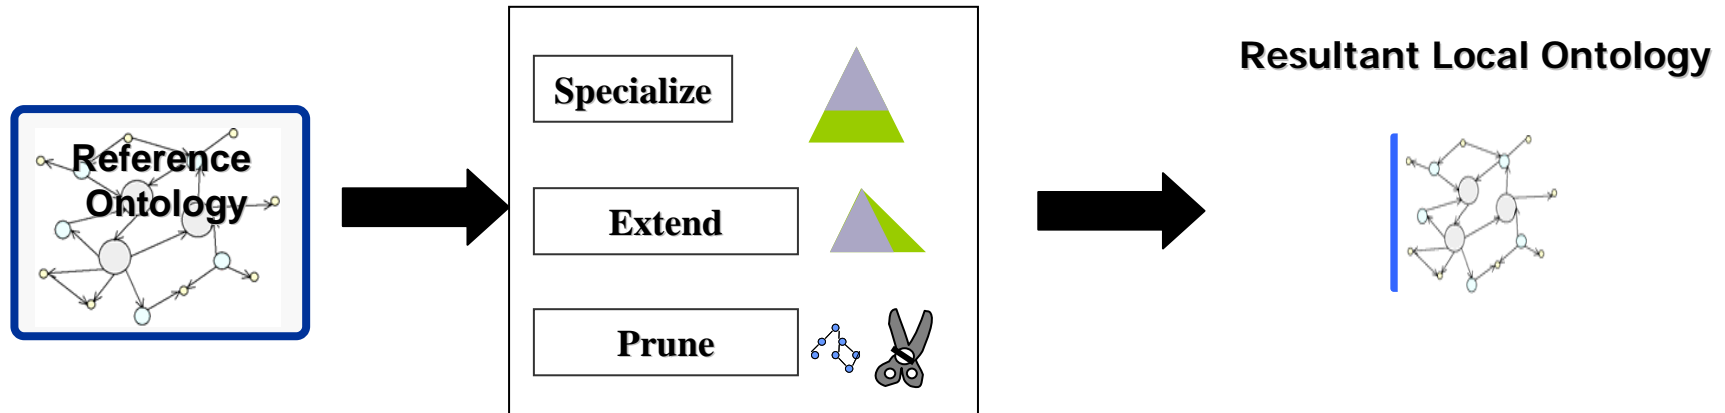 Reference
Ontology
Specialize
Extend
Prune
Resultant Local Ontology